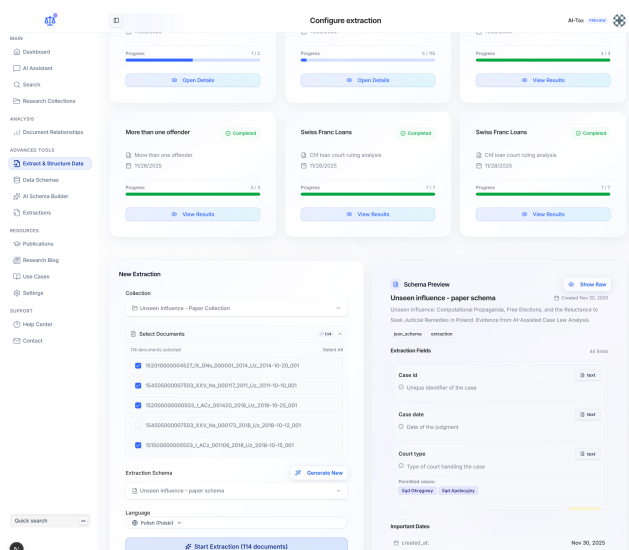 Configure extraction
AI-Tax
PREVIEW
MAIN
Dashboard
AI Assistant
Search
Research Collections
ANALYSIS
Document Relationships
ADVANCED TOOLS
Extract & Structure Data
Data Schemas
AI Schema Builder
Extractions
RESOURCES
Publications
Research Blog
Use Cases
Settings
SUPPORT
Help Center
Contact
Quick search
Progress 1 / 2
Open Details
Progress 5 / 115
Open Details
Progress 3 / 3
View Results
More than one offender
Completed
More than one offender
11/28/2025
Progress 3 / 3
View Results
Swiss Franc Loans
Completed
Chf loan court ruling analysis
11/28/2025
Progress 7 / 7
View Results
Swiss Franc Loans
Completed
Chf loan court ruling analysis
11/28/2025
Progress 7 / 7
View Results
New Extraction
Collection
Unseen Influence - Paper Collection
Select Documents
114
114 documents selected
Select All
152010000004527_IX_GNs_000001_2014_Uz_2014-10-20_001
154505000007503_XXV_Ns_000117_2011_Uz_2011-10-10_001
152000000000503_I_ACz_001420_2018_Uz_2018-10-25_001
154505000007503_XXV_Ns_000173_2018_Uz_2018-10-12_001
151500000000503_I_ACz_001106_2018_Uz_2018-10-15_001
Extraction Schema
Generate New
Unseen influence - paper schema
Language
Polish (Polski)
Start Extraction (114 documents)
Schema Preview
Show Raw
Unseen influence - paper schema
Created Nov 30, 2025
Unseen Influence: Computational Propaganda, Free Elections, and the Reluctance to
Seek Judicial Remedies in Poland. Evidence from AI-Assisted Case Law Analysis
json_schema
extraction
Extraction Fields
44 fields
Case id
text
Unique identifier of the case
Case date
text
Date of the judgment
Court type
text
Type of court handling the case
Permitted values:
Sąd Okręgowy
Sąd Apelacyjny
Important Dates
created_at:
Nov 30, 2025